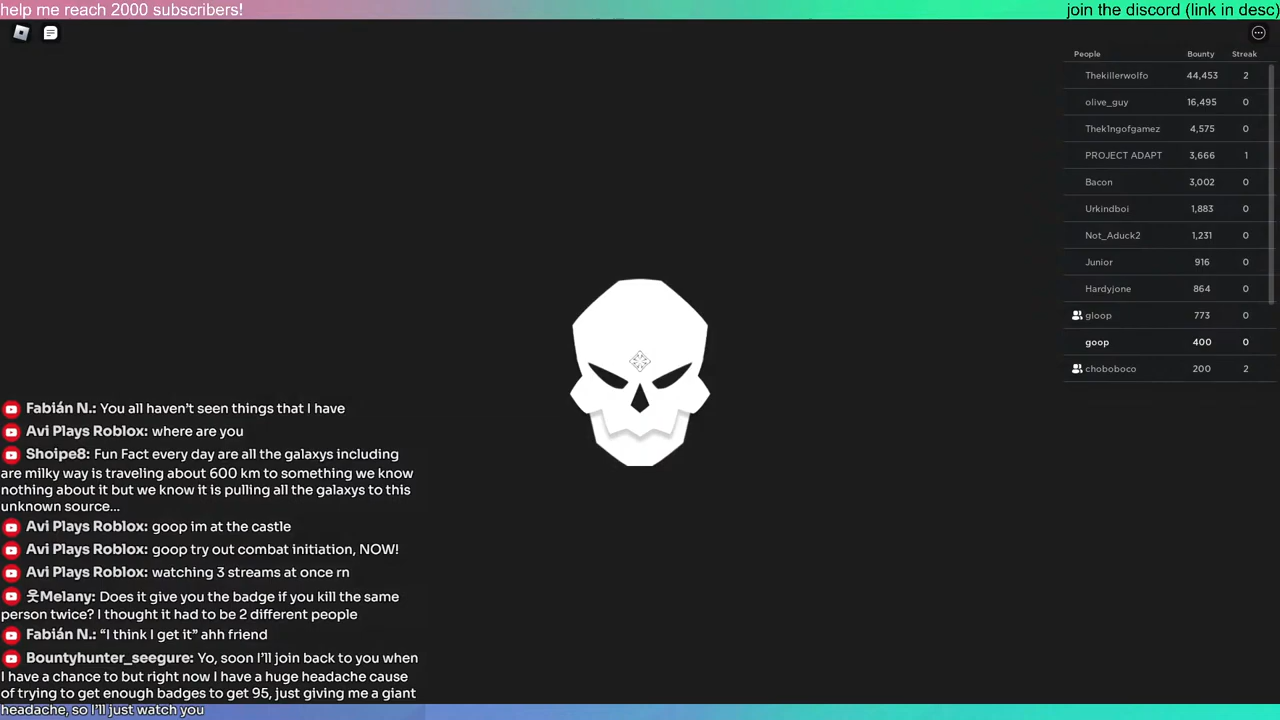 help me reach 2000 subscribers!
join the discord (link in desc)
People Bounty Streak
Thekillerwolfo 44,453 2
olive_guy 16,495 0
Thek1ngofgamez 4,575 0
PROJECT ADAPT 3,666 1
Bacon 3,002 0
Urkindboi 1,883 0
Not_Aduck2 1,231 0
Junior 916 0
Hardyjone 864 0
gloop 773 0
goop 400 0
choboboco 200 2
Fabián N.: You all haven’t seen things that I have
Avi Plays Roblox: where are you
Shoipe8: Fun Fact every day are all the galaxys including
are milky way is traveling about 600 km to something we know
nothing about it but we know it is pulling all the galaxys to this
unknown source...
Avi Plays Roblox: goop im at the castle
Avi Plays Roblox: goop try out combat initiation, NOW!
Avi Plays Roblox: watching 3 streams at once rn
웃Melany: Does it give you the badge if you kill the same
person twice? I thought it had to be 2 different people
Fabián N.: “I think I get it” ahh friend
Bountyhunter_seegure: Yo, soon I’ll join back to you when
I have a chance to but right now I have a huge headache cause
of trying to get enough badges to get 95, just giving me a giant
headache, so I’ll just watch you